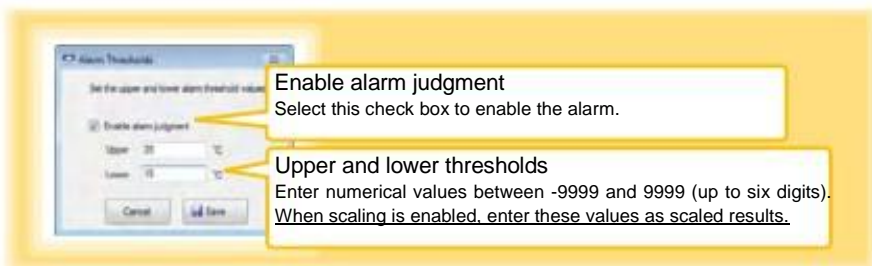 Alarm Thresholds
Set the upper and lower alarm threshold values
Enable alarm judgment
Upper 35 °C
Lower 15 °C
Cancel Save
Enable alarm judgment
Select this check box to enable the alarm.
Upper and lower thresholds
Enter numerical values between -9999 and 9999 (up to six digits).
When scaling is enabled, enter these values as scaled results.